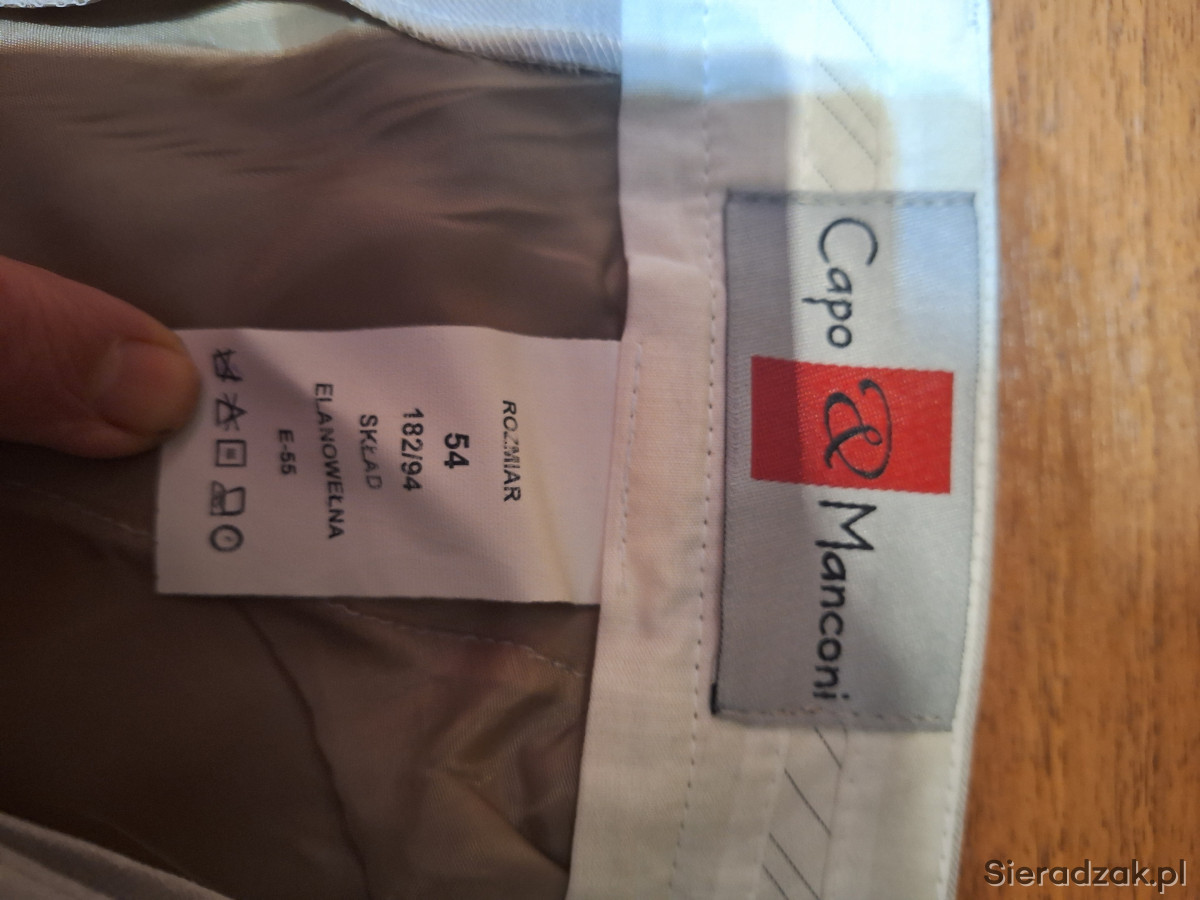 Capo & Manconi
ROZMIAR
54
182/94
SKŁAD
ELANOWEŁNA
E-55
Sieradzak.pl